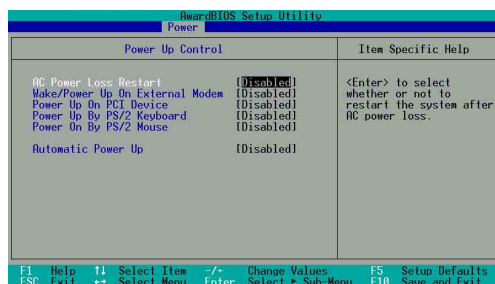 AwardBIOS Setup Utility
Power
Power Up Control
Item Specific Help
AC Power Loss Restart [Disabled]
Wake/Power Up On External Modem [Disabled]
Power Up On PCI Device [Disabled]
Power Up By PS/2 Keyboard [Disabled]
Power On By PS/2 Mouse [Disabled]
Automatic Power Up [Disabled]
<Enter> to select
whether or not to
restart the system after
AC power loss.
F1 Help ↑↓ Select Item -/+ Change Values F5 Setup Defaults
ESC Exit ↔ Select Menu Enter Select ► Sub-Menu F10 Save and Exit